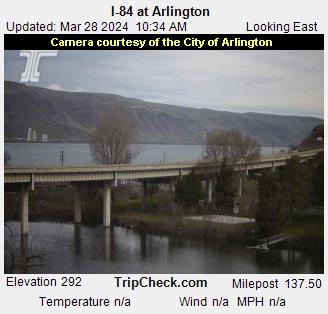 I-84 at Arlington
Updated: Mar 28 2024 10:34 AM Looking East
Camera courtesy of the City of Arlington
Elevation 292 TripCheck.com Milepost 137.50
Temperature n/a Wind n/a MPH n/a